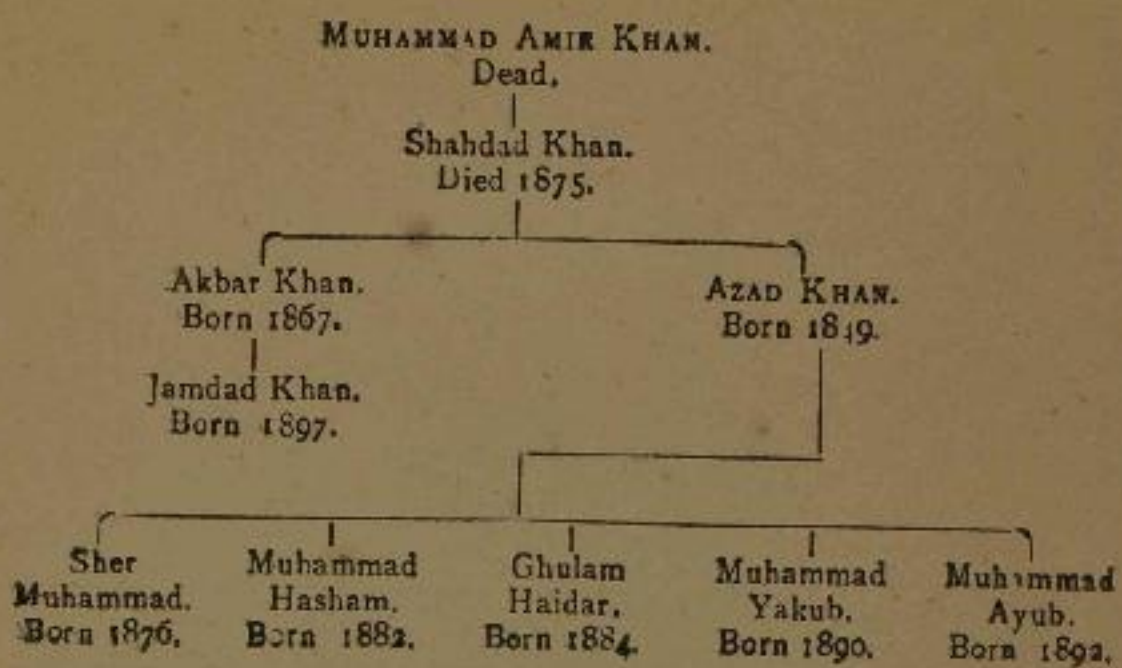 MUHAMMAD AMIR KHAN.
Dead.
Shahdad Khan.
Died 1875.
Akbar Khan.
Born 1867.
AZAD KHAN.
Born 1849.
Jamdad Khan.
Born 1897.
Sher
Muhammad.
Born 1876.
Muhammad
Hasham.
Born 1882.
Ghulam
Haidar.
Born 1884.
Muhammad
Yakub.
Born 1890.
Muhammad
Ayub.
Born 1892.